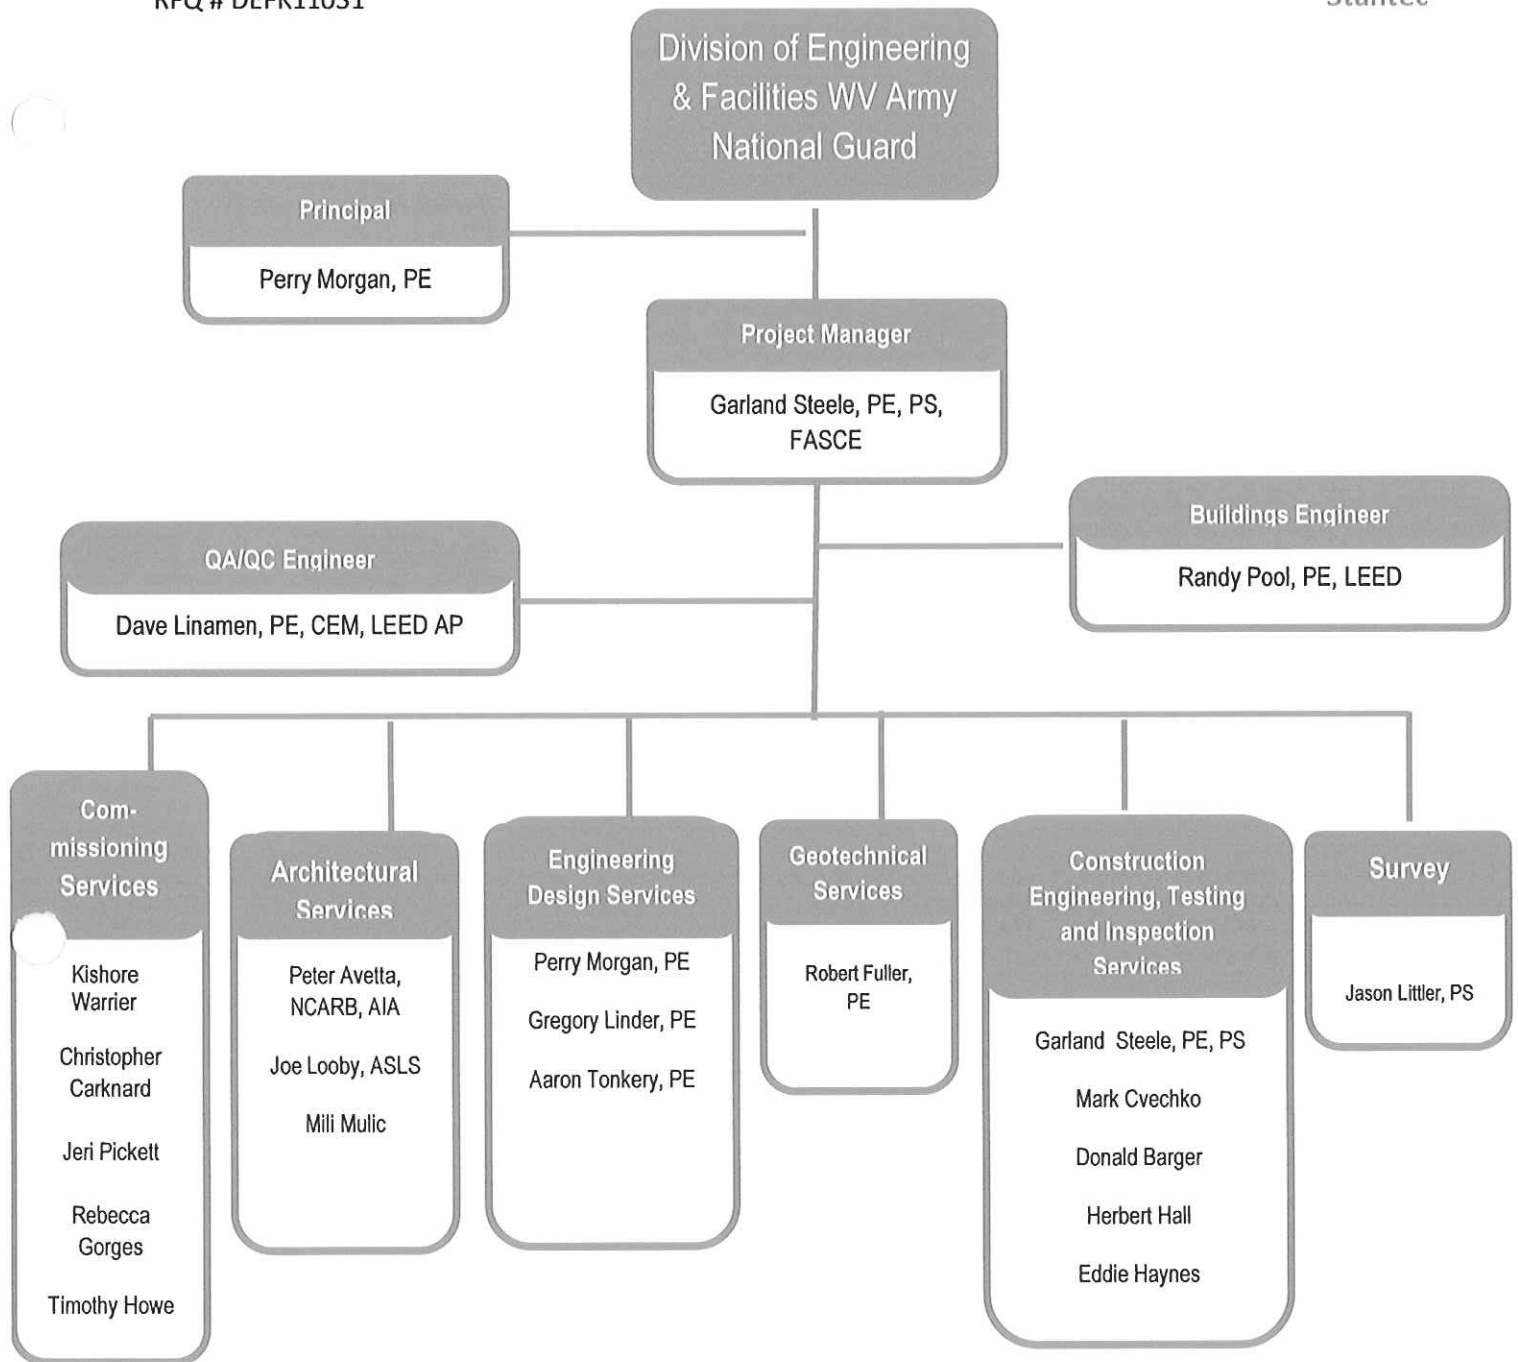 RFQ # DEFK11031
Stantec
Division of Engineering
& Facilities WV Army
National Guard
Principal
Perry Morgan, PE
Project Manager
Garland Steele, PE, PS,
FASCE
Buildings Engineer
Randy Pool, PE, LEED
QA/QC Engineer
Dave Linamen, PE, CEM, LEED AP
Com-
missioning
Services
Kishore
Warrier
Christopher
Carknard
Jeri Pickett
Rebecca
Gorges
Timothy Howe
Architectural
Services
Peter Avetta,
NCARB, AIA
Joe Looby, ASLS
Mili Mulic
Engineering
Design Services
Perry Morgan, PE
Gregory Linder, PE
Aaron Tonkery, PE
Geotechnical
Services
Robert Fuller,
PE
Construction
Engineering, Testing
and Inspection
Services
Garland Steele, PE, PS
Mark Cvechko
Donald Barger
Herbert Hall
Eddie Haynes
Survey
Jason Littler, PS